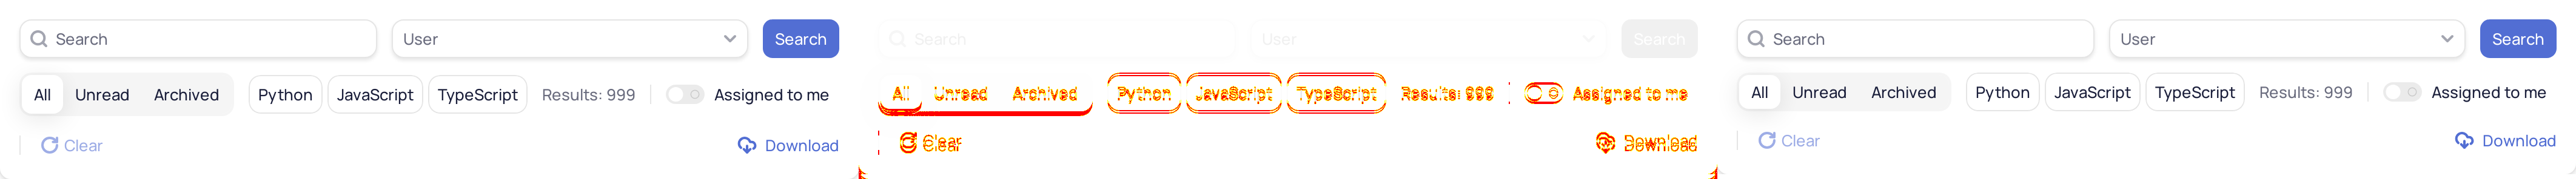 Search User Search Search User Search Search User Search
All Unread Archived Python JavaScript TypeScript Results: 999 Assigned to me All Unread Archived Python JavaScript TypeScript Results: 999 Assigned to me All Unread Archived Python JavaScript TypeScript Results: 999 Assigned to me
Clear Download Clear Download Clear Download